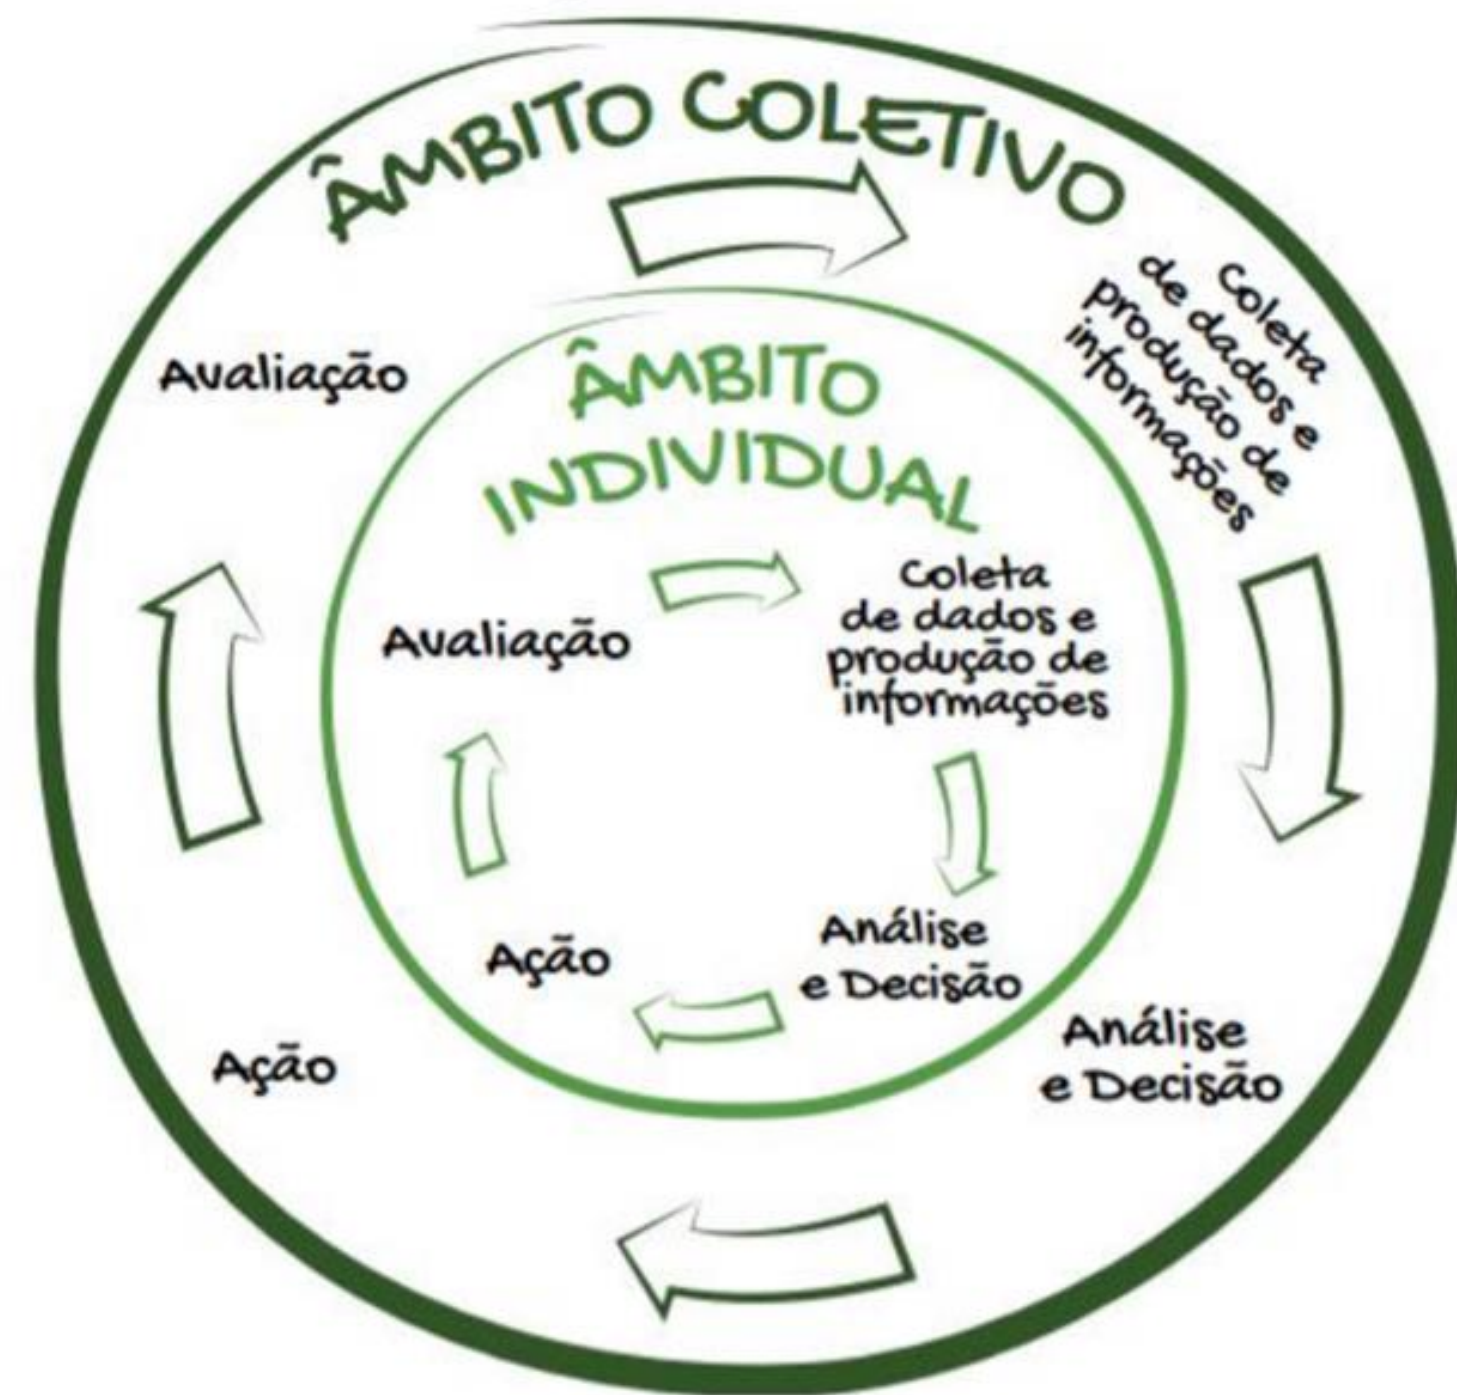 ÂMBITO COLETIVO
Coleta
de dados e
produção de
informações
Avaliação
ÂMBITO
INDIVIDUAL
Coleta
de dados e
produção de
informações
Avaliação
Análise
e Decisão
Ação
Análise
e Decisão
Ação